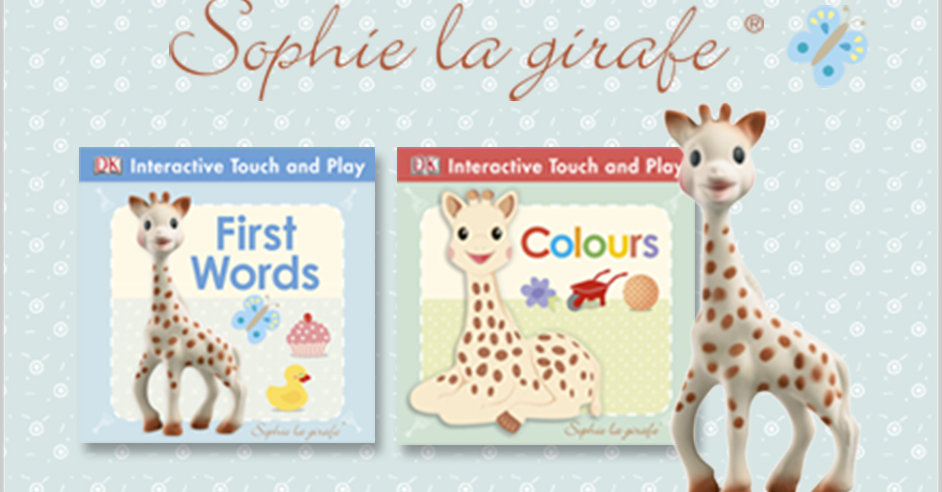 Sophie la girafe®
DK Interactive Touch and Play
First
Words
Sophie la girafe
DK Interactive Touch and Play
Colours
Sophie la girafe